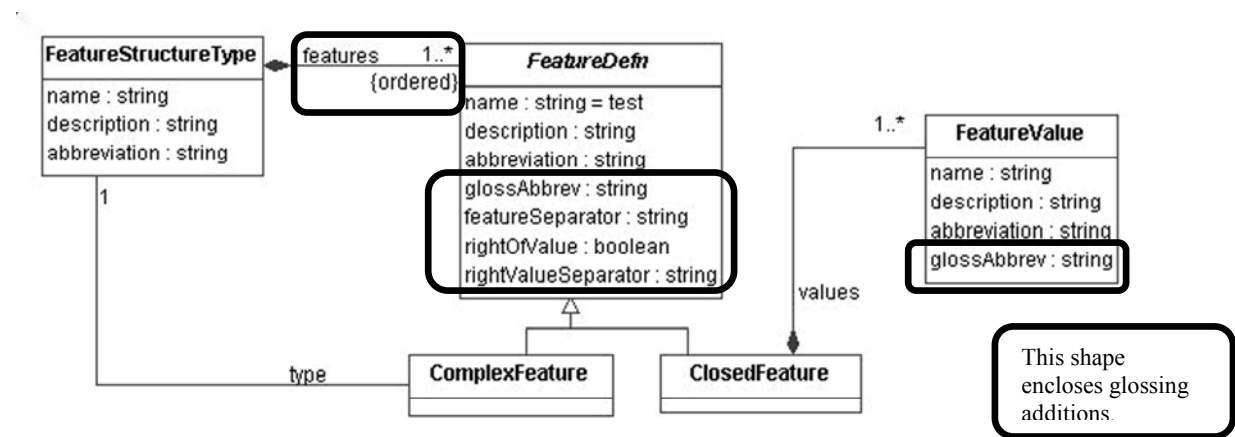 FeatureStructureType
name : string
description : string
abbreviation : string
features 1..*
{ordered}
FeatureDefn
name : string = test
description : string
abbreviation : string
glossAbbrev : string
featureSeparator : string
rightOfValue : boolean
rightValueSeparator : string
1..*
FeatureValue
name : string
description : string
abbreviation : string
glossAbbrev : string
1
values
type
ComplexFeature
ClosedFeature
This shape
encloses glossing
additions.